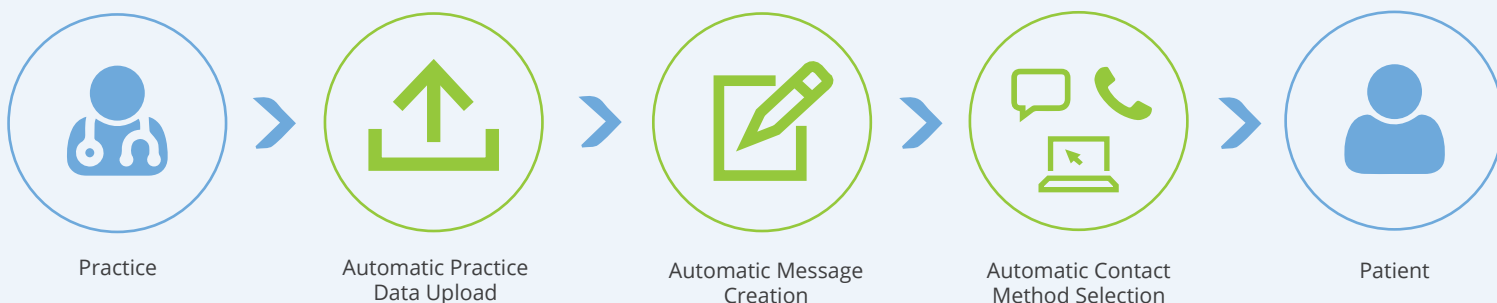 Practice
Automatic Practice
Data Upload
Automatic Message
Creation
Automatic Contact
Method Selection
Patient